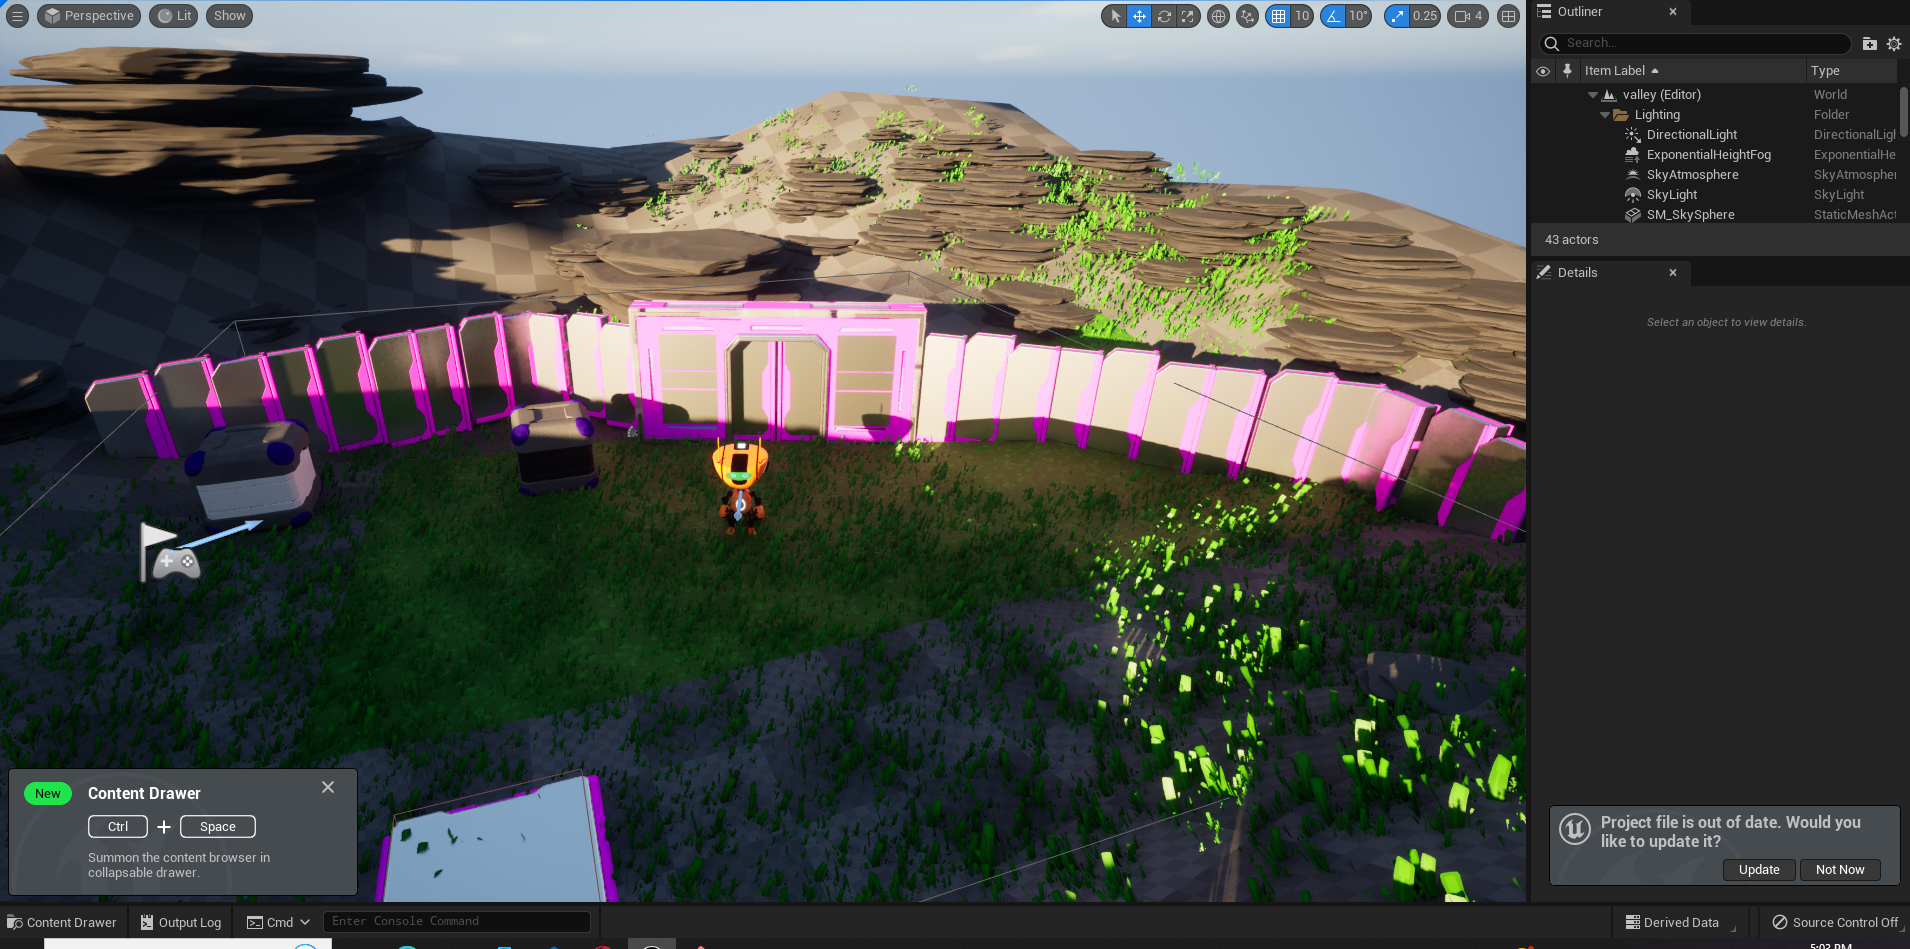 Perspective
Lit
Show
10
10°
0.25
4
Outliner
Search...
Item Label
Type
valley (Editor)
World
Lighting
Folder
DirectionalLight
DirectionalLigh
ExponentialHeightFog
ExponentialHe
SkyAtmosphere
SkyAtmospher
SkyLight
SkyLight
SM_SkySphere
StaticMeshAct
43 actors
Details
Select an object to view details.
New
Content Drawer
Ctrl + Space
Summon the content browser in
collapsable drawer.
Project file is out of date. Would you
like to update it?
Update
Not Now
Content Drawer
Output Log
Cmd
Enter Console Command
Derived Data
Source Control Off
5:03 PM